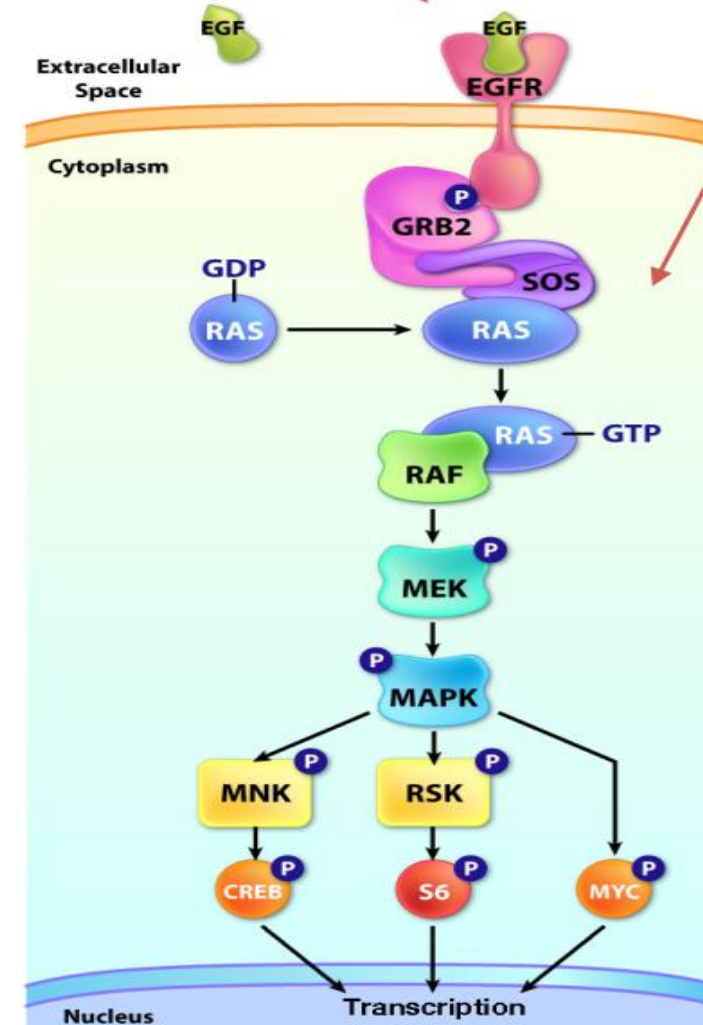 EGF
EGF
EGFR
Extracellular
Space
Cytoplasm
P
GRB2
SOS
GDP
RAS
RAS
RAS
GTP
RAF
P
MEK
P
MAPK
P
P
MNK
RSK
P
P
P
CREB
S6
MYC
Transcription
Nucleus